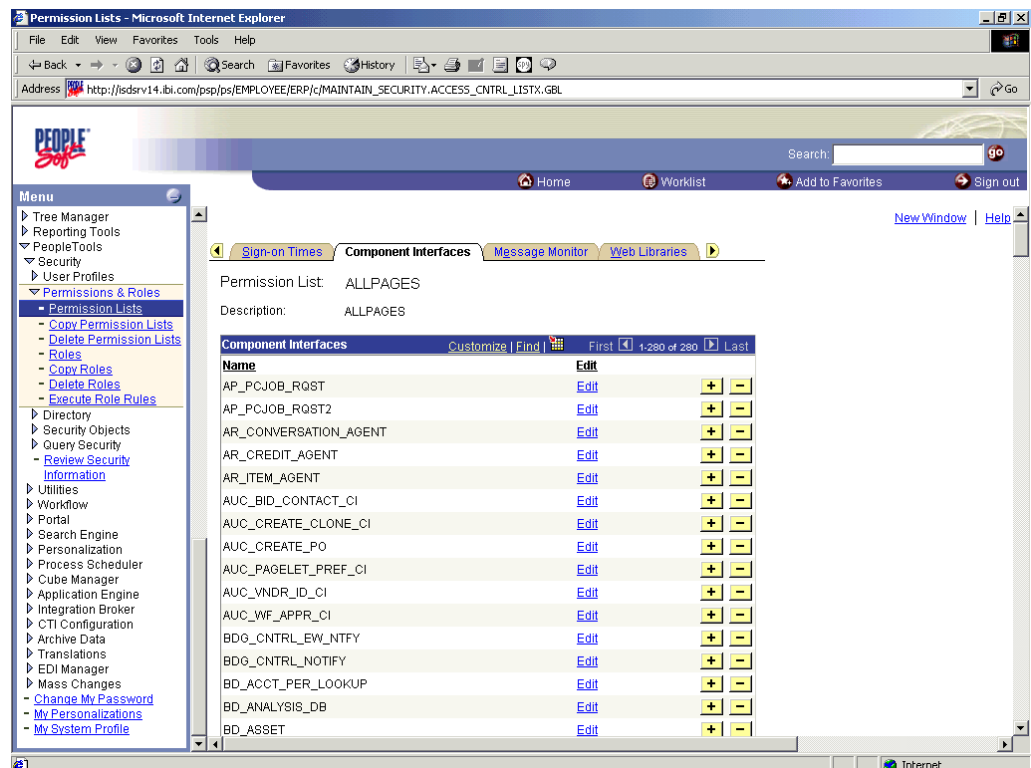 Permission Lists - Microsoft Internet Explorer
File Edit View Favorites Tools Help
Back Search Favorites History
Address http://isdsrv14.ibi.com/psp/ps/EMPLOYEE/ERP/c/MAINTAIN_SECURITY.ACCESS_CNTRL_LISTX.GBL Go
PEOPLE Soft
Search: go
Home Worklist Add to Favorites Sign out
Menu
Tree Manager
Reporting Tools
PeopleTools
Security
User Profiles
Permissions & Roles
- Permission Lists
- Copy Permission Lists
- Delete Permission Lists
- Roles
- Copy Roles
- Delete Roles
- Execute Role Rules
Directory
Security Objects
Query Security
- Review Security
Information
Utilities
Workflow
Portal
Search Engine
Personalization
Process Scheduler
Cube Manager
Application Engine
Integration Broker
CTI Configuration
Archive Data
Translations
EDI Manager
Mass Changes
- Change My Password
- My Personalizations
- My System Profile
New Window | Help
Sign-on Times Component Interfaces Message Monitor Web Libraries
Permission List: ALLPAGES
Description: ALLPAGES
Component Interfaces Customize | Find | First 1-280 of 280 Last
Name Edit
AP_PCJOB_RQST Edit + -
AP_PCJOB_RQST2 Edit + -
AR_CONVERSATION_AGENT Edit + -
AR_CREDIT_AGENT Edit + -
AR_ITEM_AGENT Edit + -
AUC_BID_CONTACT_CI Edit + -
AUC_CREATE_CLONE_CI Edit + -
AUC_CREATE_PO Edit + -
AUC_PAGELET_PREF_CI Edit + -
AUC_VNDR_ID_CI Edit + -
AUC_WF_APPR_CI Edit + -
BDG_CNTRL_EW_NTFY Edit + -
BDG_CNTRL_NOTIFY Edit + -
BD_ACCT_PER_LOOKUP Edit + -
BD_ANALYSIS_DB Edit + -
BD_ASSET Edit + -
Internet